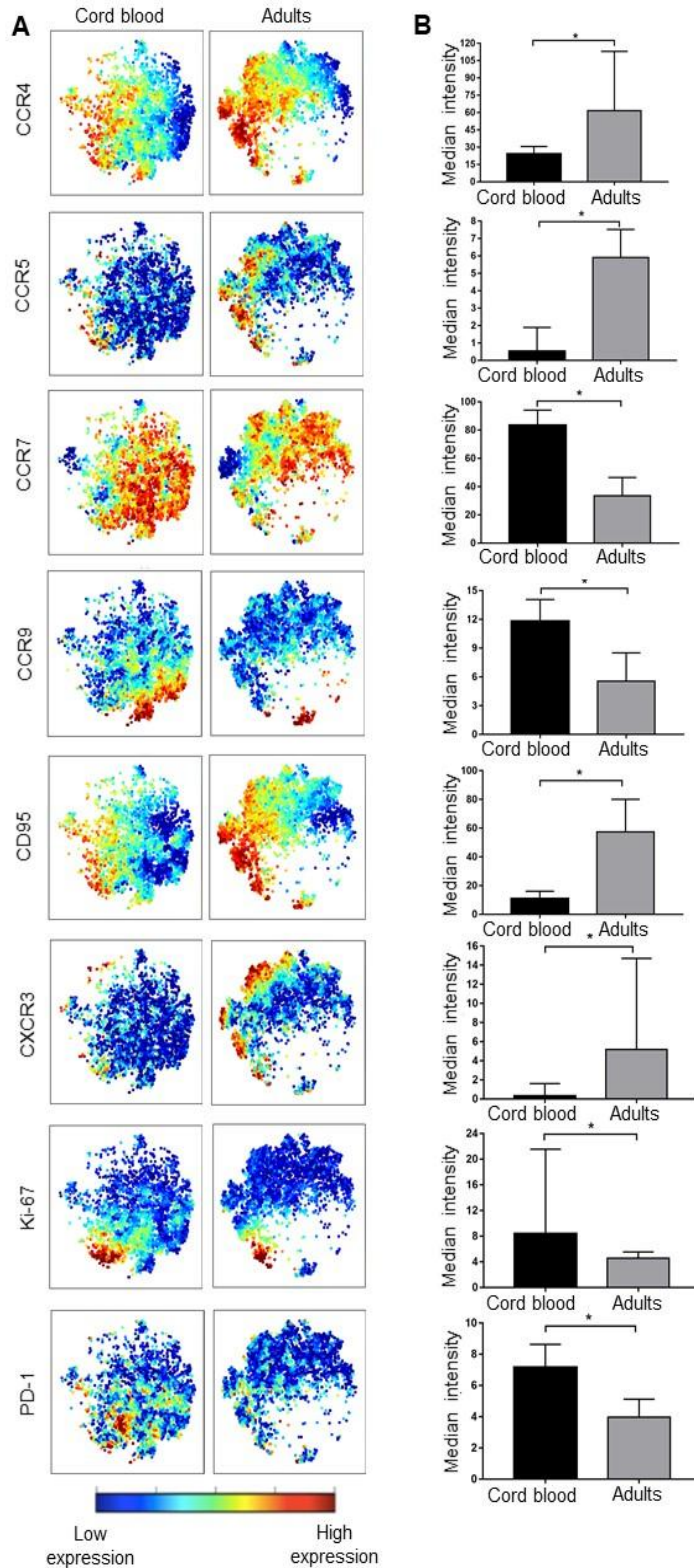 A
Cord blood
Adults
B
CCR4
Median intensity
120
105
90
75
60
45
30
15
0
*
Cord blood
Adults
CCR5
Median intensity
8
7
6
5
4
3
2
1
0
*
Cord blood
Adults
CCR7
Median intensity
100
80
60
40
20
0
*
Cord blood
Adults
CCR9
Median intensity
15
12
9
6
3
0
*
Cord blood
Adults
CD95
Median intensity
100
80
60
40
20
0
*
Cord blood
Adults
CXCR3
Median intensity
16
14
12
10
8
6
4
2
0
*
Cord blood
Adults
Ki-67
Median intensity
24
20
16
12
8
4
0
*
Cord blood
Adults
PD-1
Median intensity
10
8
6
4
2
0
*
Cord blood
Adults
Low
expression
High
expression